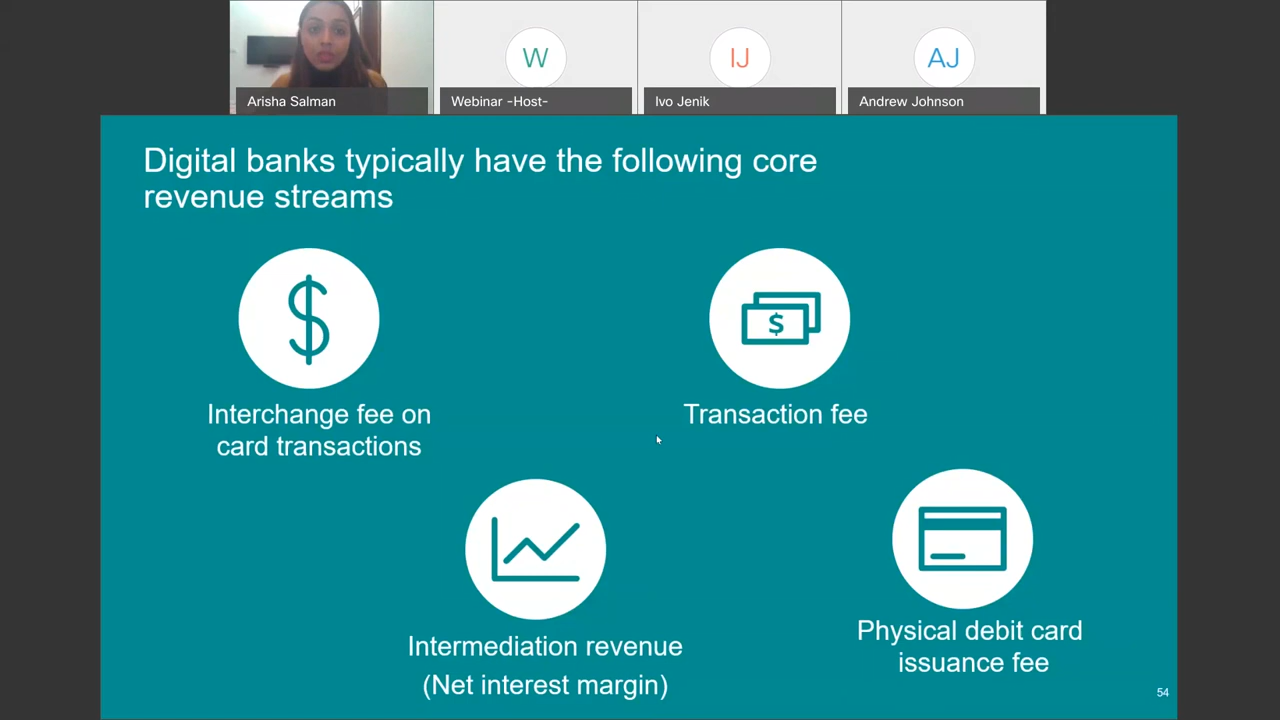 W
IJ
AJ
Arisha Salman
Webinar -Host-
Ivo Jenik
Andrew Johnson
Digital banks typically have the following core
revenue streams
$
Interchange fee on
card transactions
$
Transaction fee
Intermediation revenue
(Net interest margin)
Physical debit card
issuance fee
54